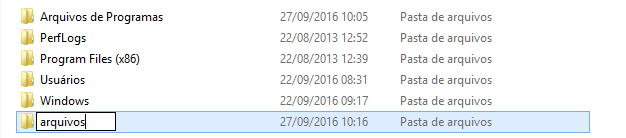 Arquivos de Programas 27/09/2016 10:05 Pasta de arquivos
PerfLogs 22/08/2013 12:52 Pasta de arquivos
Program Files (x86) 22/08/2013 12:39 Pasta de arquivos
Usuários 22/09/2016 08:31 Pasta de arquivos
Windows 22/09/2016 09:17 Pasta de arquivos
arquivos 27/09/2016 10:16 Pasta de arquivos